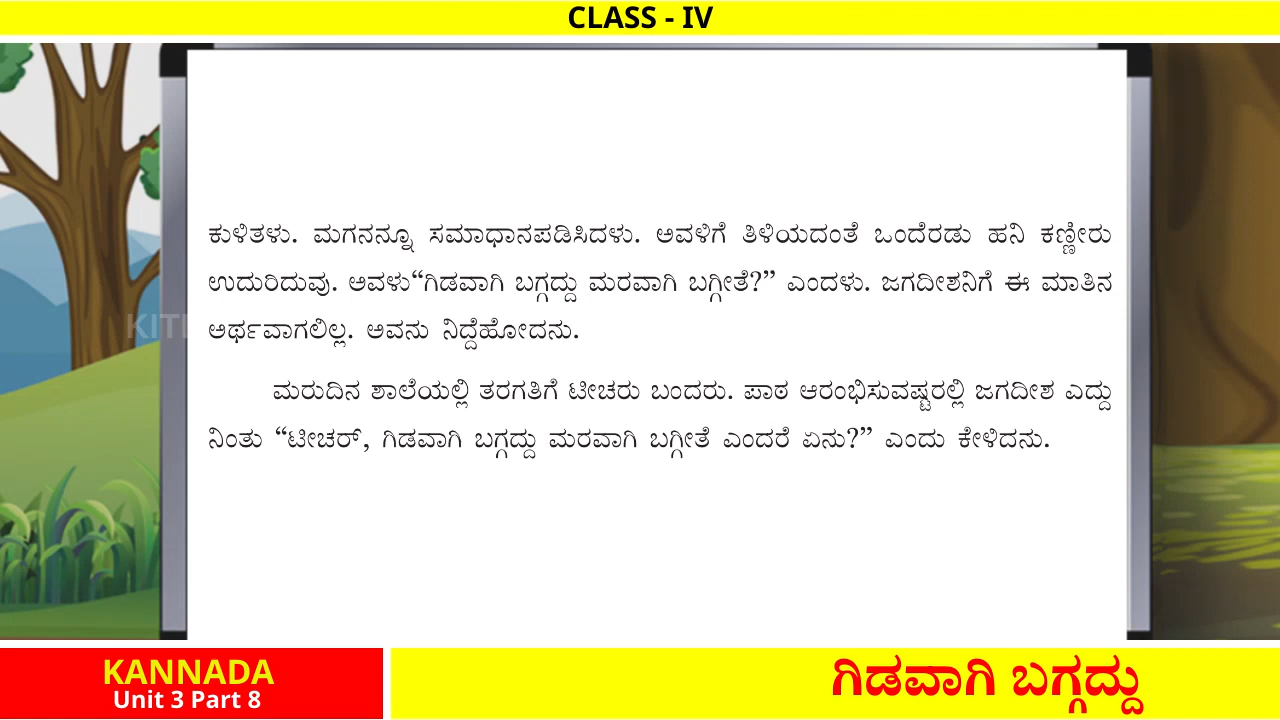 CLASS - IV
ಕುಳಿತಳು. ಮಗನನ್ನೂ ಸಮಾಧಾನಪಡಿಸಿದಳು. ಅವಳಿಗೆ ತಿಳಿಯದಂತೆ ಒಂದೆರಡು ಹನಿ ಕಣ್ಣೀರು
ಉದುರಿದುವು. ಅವಳು“ಗಿಡವಾಗಿ ಬಗ್ಗದ್ದು ಮರವಾಗಿ ಬಗ್ಗೀತೆ?” ಎಂದಳು. ಜಗದೀಶನಿಗೆ ಈ ಮಾತಿನ
ಅರ್ಥವಾಗಲಿಲ್ಲ. ಅವನು ನಿದ್ದೆಹೋದನು.
ಮರುದಿನ ಶಾಲೆಯಲ್ಲಿ ತರಗತಿಗೆ ಟೀಚರು ಬಂದರು. ಪಾಠ ಆರಂಭಿಸುವಷ್ಟರಲ್ಲಿ ಜಗದೀಶ ಎದ್ದು
ನಿಂತು “ಟೀಚರ್, ಗಿಡವಾಗಿ ಬಗ್ಗದ್ದು ಮರವಾಗಿ ಬಗ್ಗೀತೆ ಎಂದರೆ ಏನು?” ಎಂದು ಕೇಳಿದನು.
KANNADA
Unit 3 Part 8
ಗಿಡವಾಗಿ ಬಗ್ಗದ್ದು